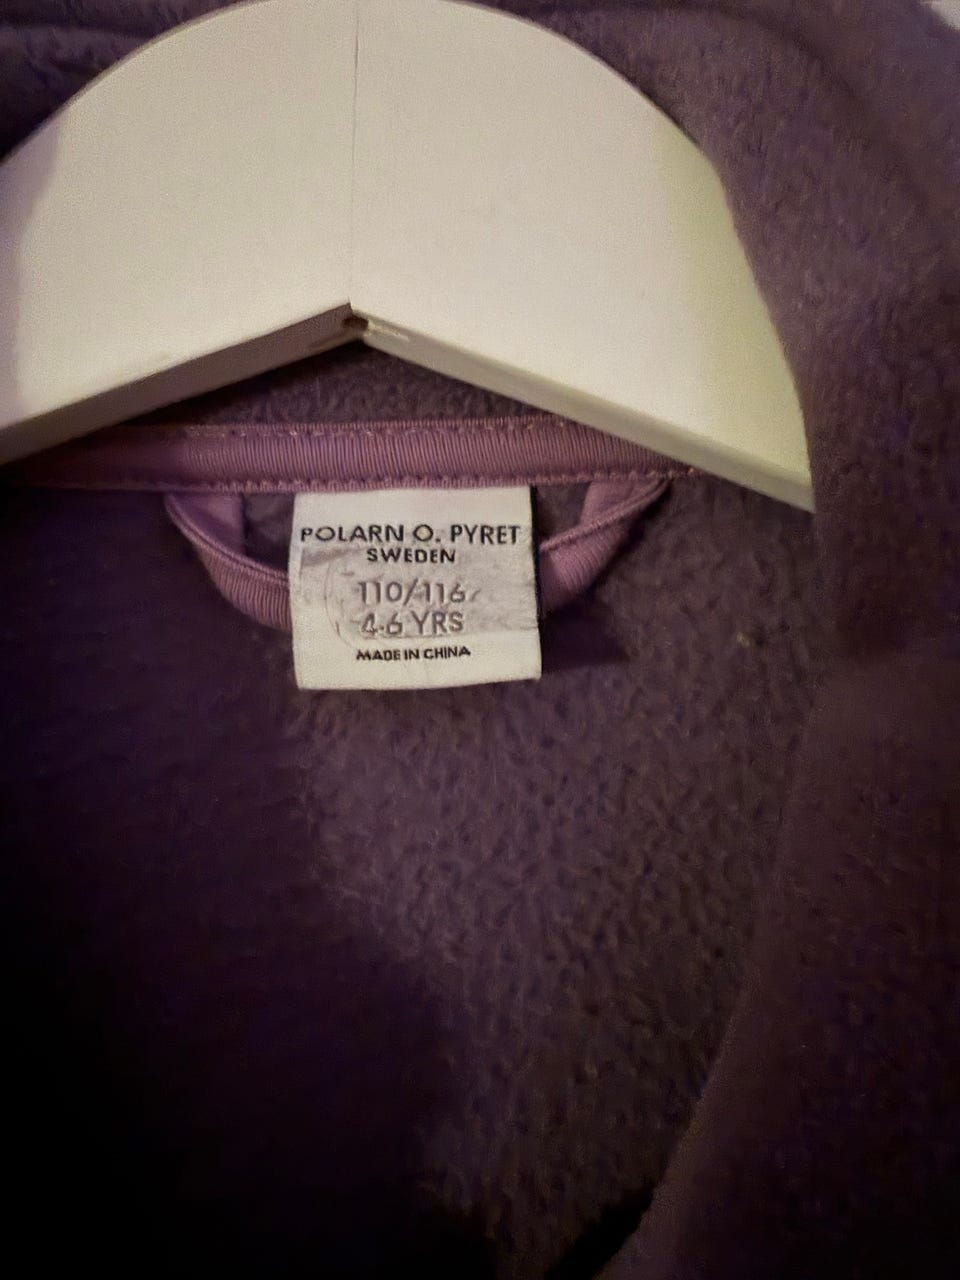 POLARN O. PYRET
SWEDEN
110/116
4-6 YRS
MADE IN CHINA